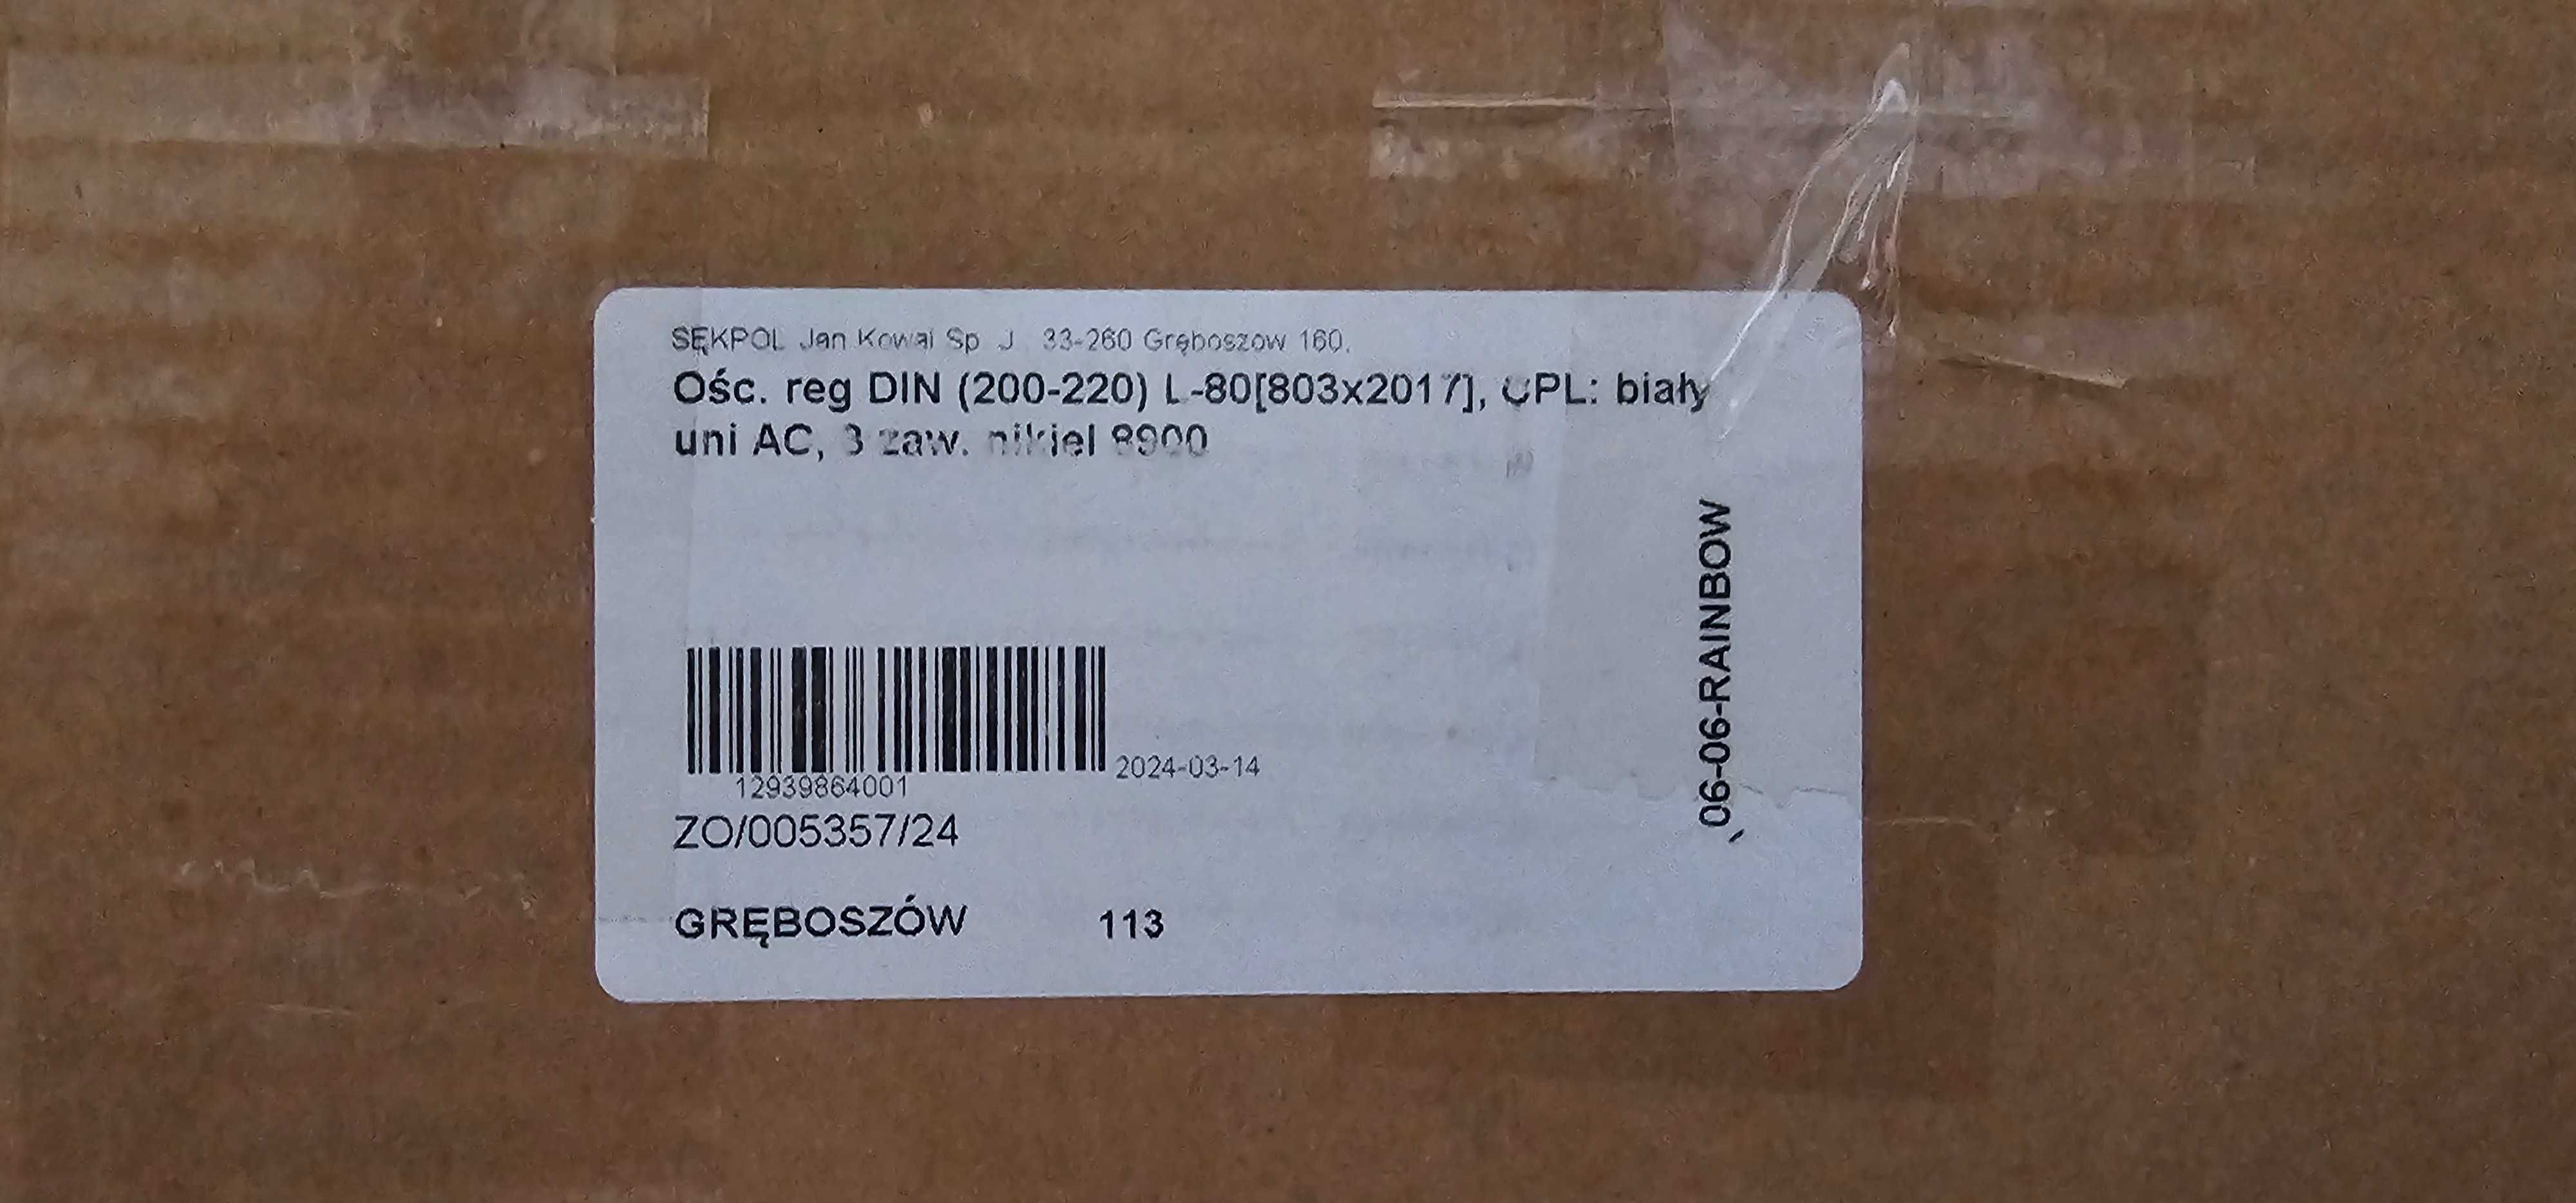 SĘKPOL Jan Kowal Sp J 33-260 Gręboszów 160,
Ośc. reg DIN (200-220) L-80[803x2017], CPL: biały
uni AC, 3 zaw. nikiel 8900
06-06-RAINBOW
2024-03-14
12939864001
ZO/005357/24
GRĘBOSZÓW 113